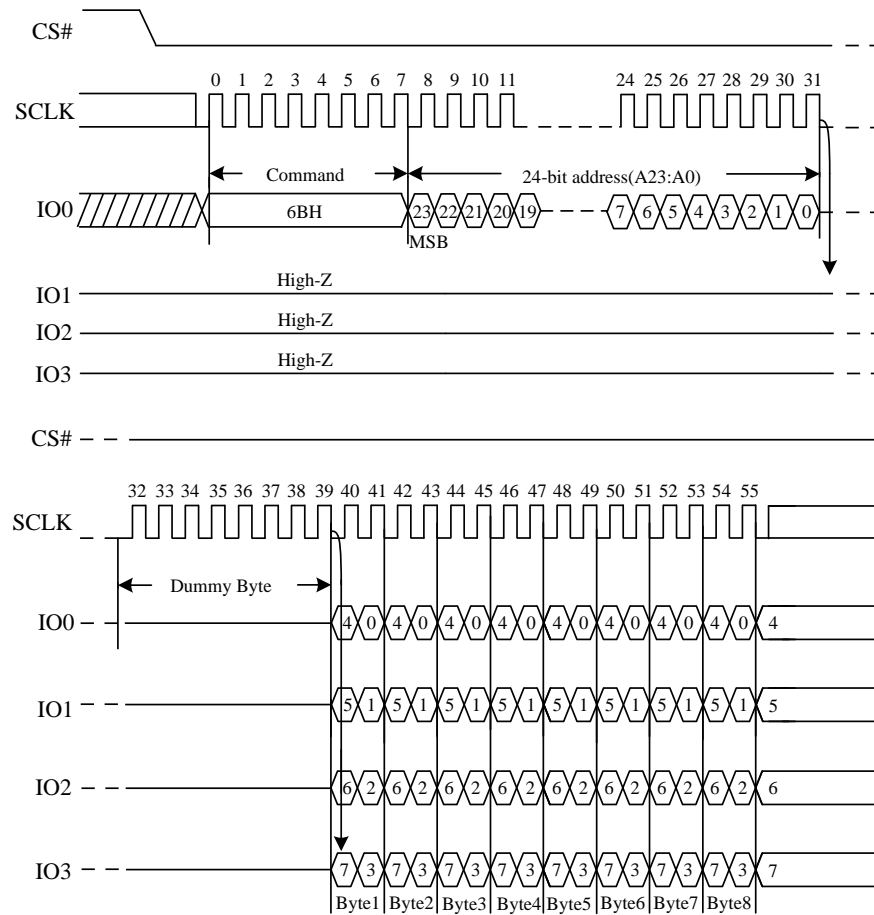 CS#
0 1 2 3 4 5 6 7 8 9 10 11 24 25 26 27 28 29 30 31
SCLK
Command 24-bit address(A23:A0)
IO0 6BH 23 22 21 20 19 7 6 5 4 3 2 1 0
MSB
High-Z
IO1
High-Z
IO2
High-Z
IO3
CS#
32 33 34 35 36 37 38 39 40 41 42 43 44 45 46 47 48 49 50 51 52 53 54 55
SCLK
Dummy Byte
IO0 4 0 4 0 4 0 4 0 4 0 4 0 4 0 4 0 4
IO1 5 1 5 1 5 1 5 1 5 1 5 1 5 1 5 1 5
IO2 6 2 6 2 6 2 6 2 6 2 6 2 6 2 6 2 6
IO3 7 3 7 3 7 3 7 3 7 3 7 3 7 3 7 3 7
Byte1 Byte2 Byte3 Byte4 Byte5 Byte6 Byte7 Byte8